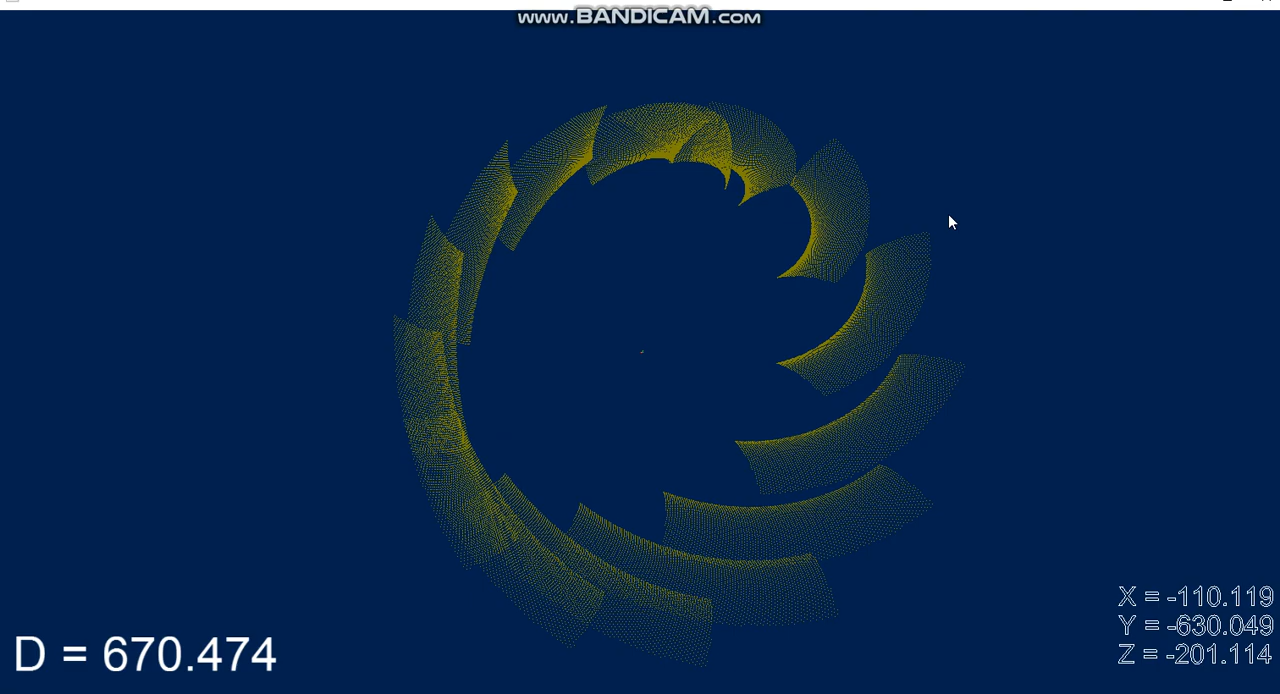 www.BANDICAM.com
D = 670.474
X = -110.119
Y = -630.049
Z = -201.114